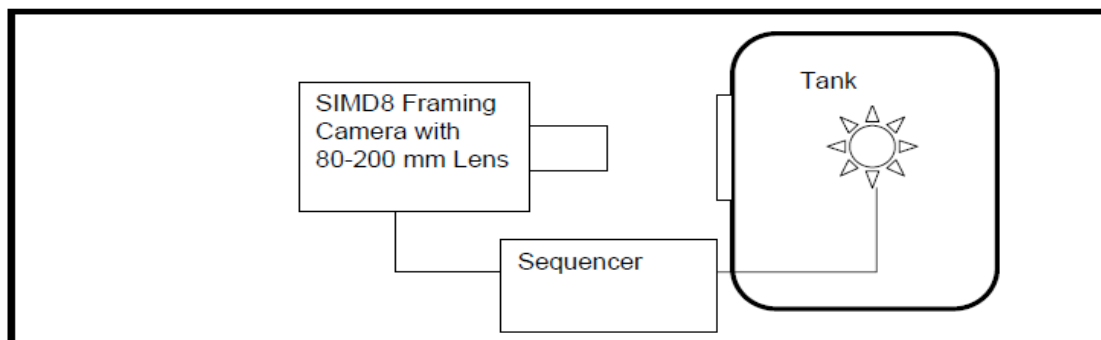 SIMD8 Framing
Camera with
80-200 mm Lens
Tank
Sequencer